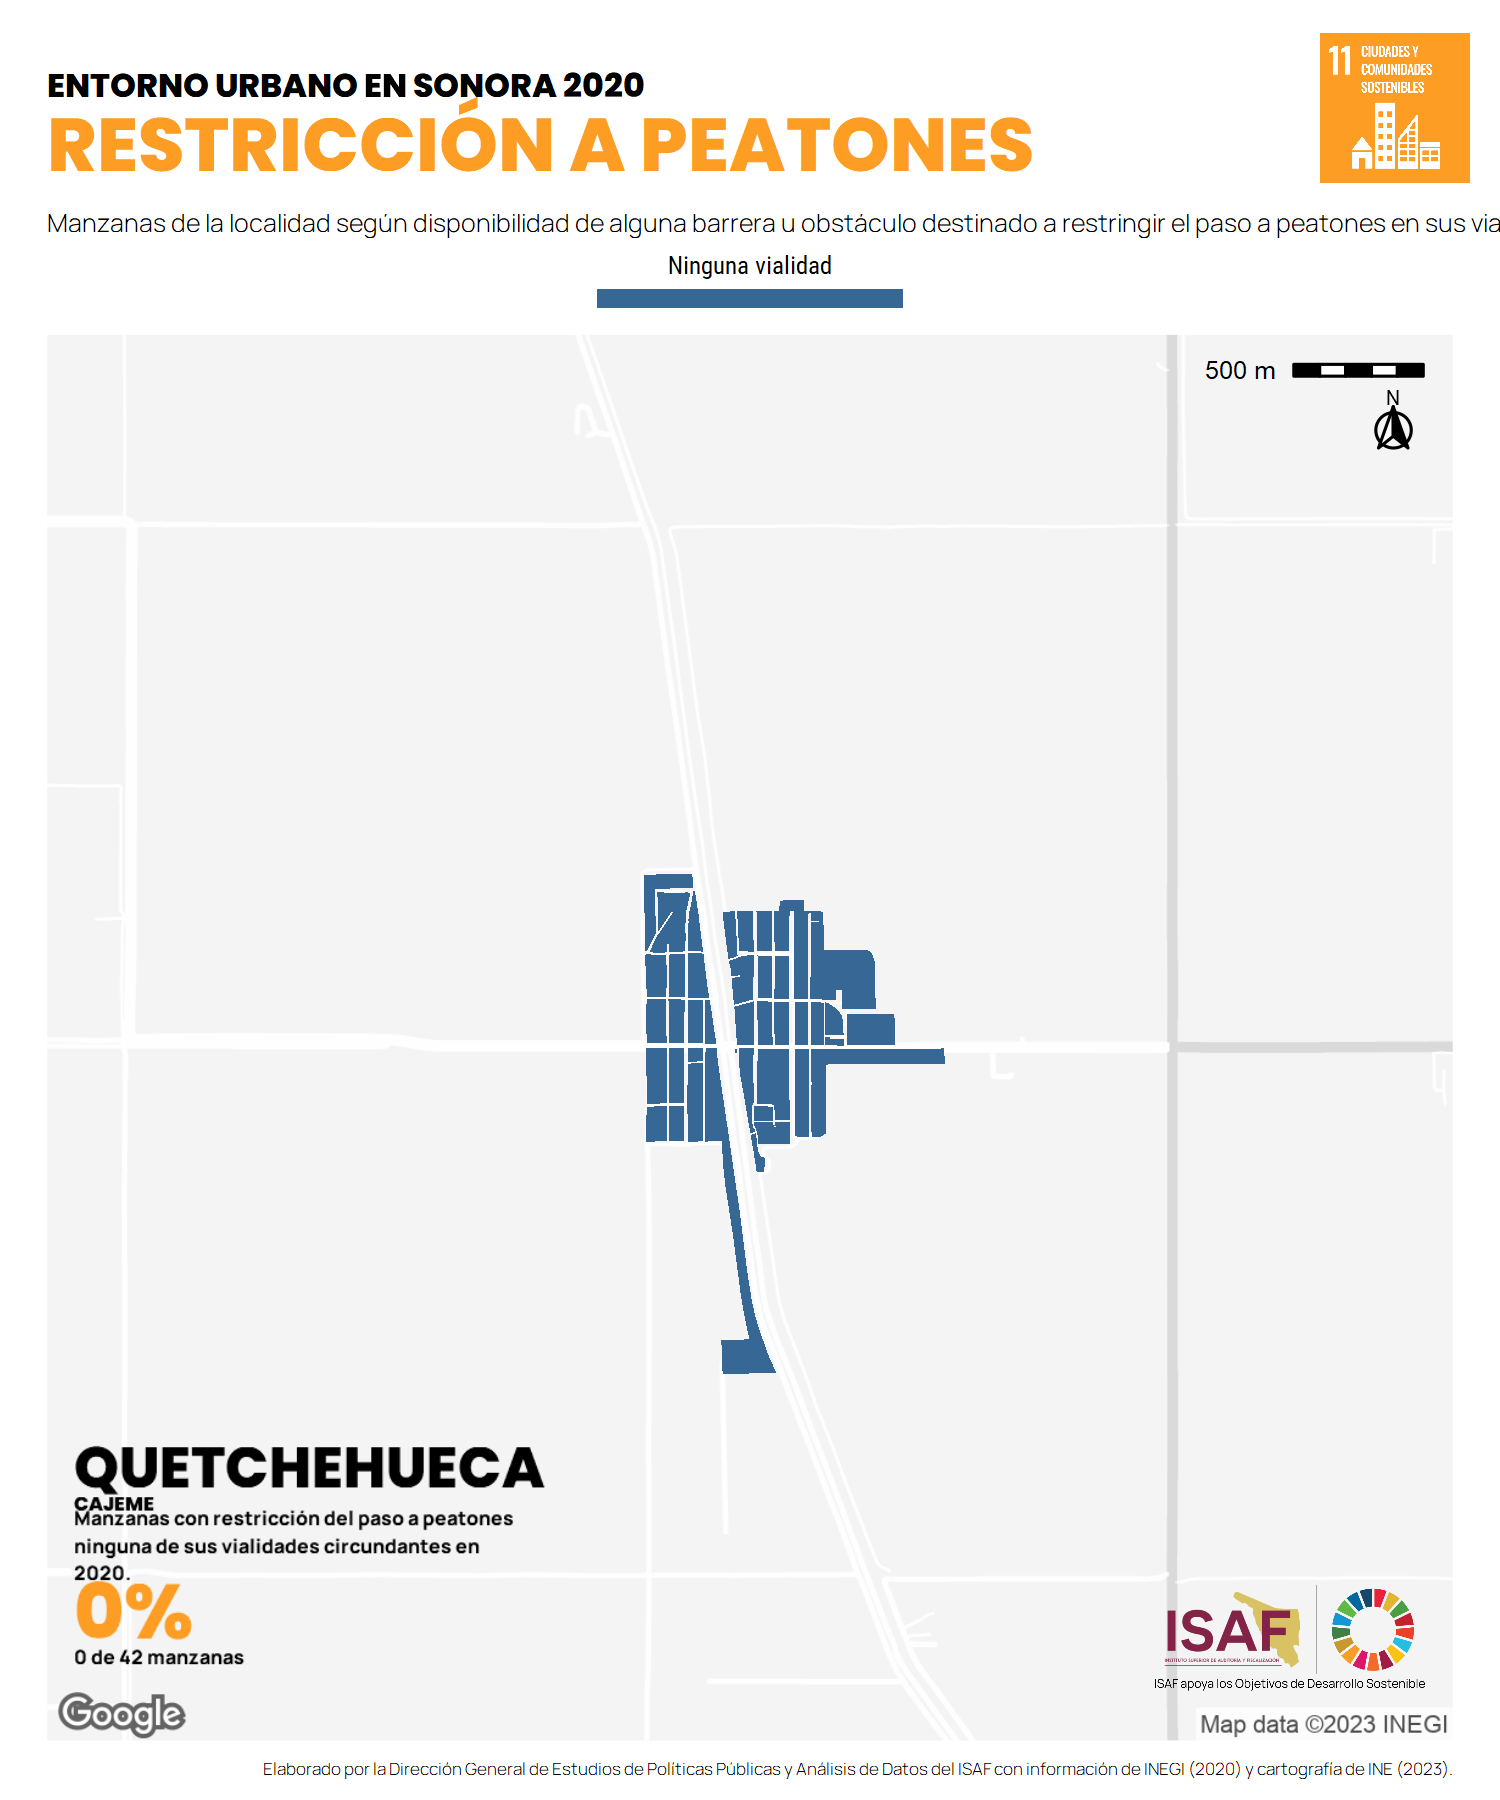 ENTORNO URBANO EN SONORA 2020
RESTRICCIÓN A PEATONES
11 CIUDADES Y
COMUNIDADES
SOSTENIBLES
Manzanas de la localidad según disponibilidad de alguna barrera u obstáculo destinado a restringir el paso a peatones en sus via
Ninguna vialidad
500 m
N
QUETCHEHUECA
CAJEME
Manzanas con restricción del paso a peatones
ninguna de sus vialidades circundantes en
2020.
0%
0 de 42 manzanas
ISAF
INSTITUTO SUPERIOR DE AUDITORÍA Y FISCALIZACIÓN
ISAF apoya los Objetivos de Desarrollo Sostenible
Google
Map data ©2023 INEGI
Elaborado por la Dirección General de Estudios de Políticas Públicas y Análisis de Datos del ISAF con información de INEGI (2020) y cartografía de INE (2023).